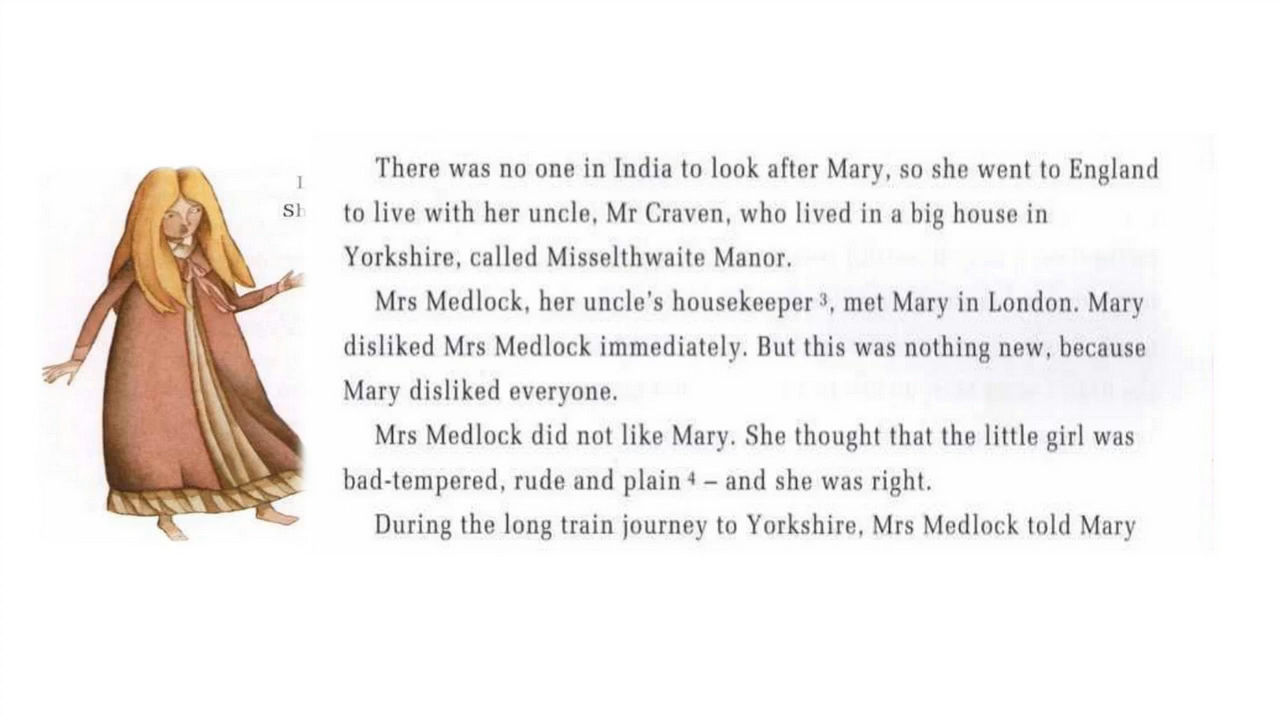 There was no one in India to look after Mary, so she went to England
to live with her uncle, Mr Craven, who lived in a big house in
Yorkshire, called Misselthwaite Manor.
Mrs Medlock, her uncle's housekeeper ³, met Mary in London. Mary
disliked Mrs Medlock immediately. But this was nothing new, because
Mary disliked everyone.
Mrs Medlock did not like Mary. She thought that the little girl was
bad-tempered, rude and plain ⁴ – and she was right.
During the long train journey to Yorkshire, Mrs Medlock told Mary